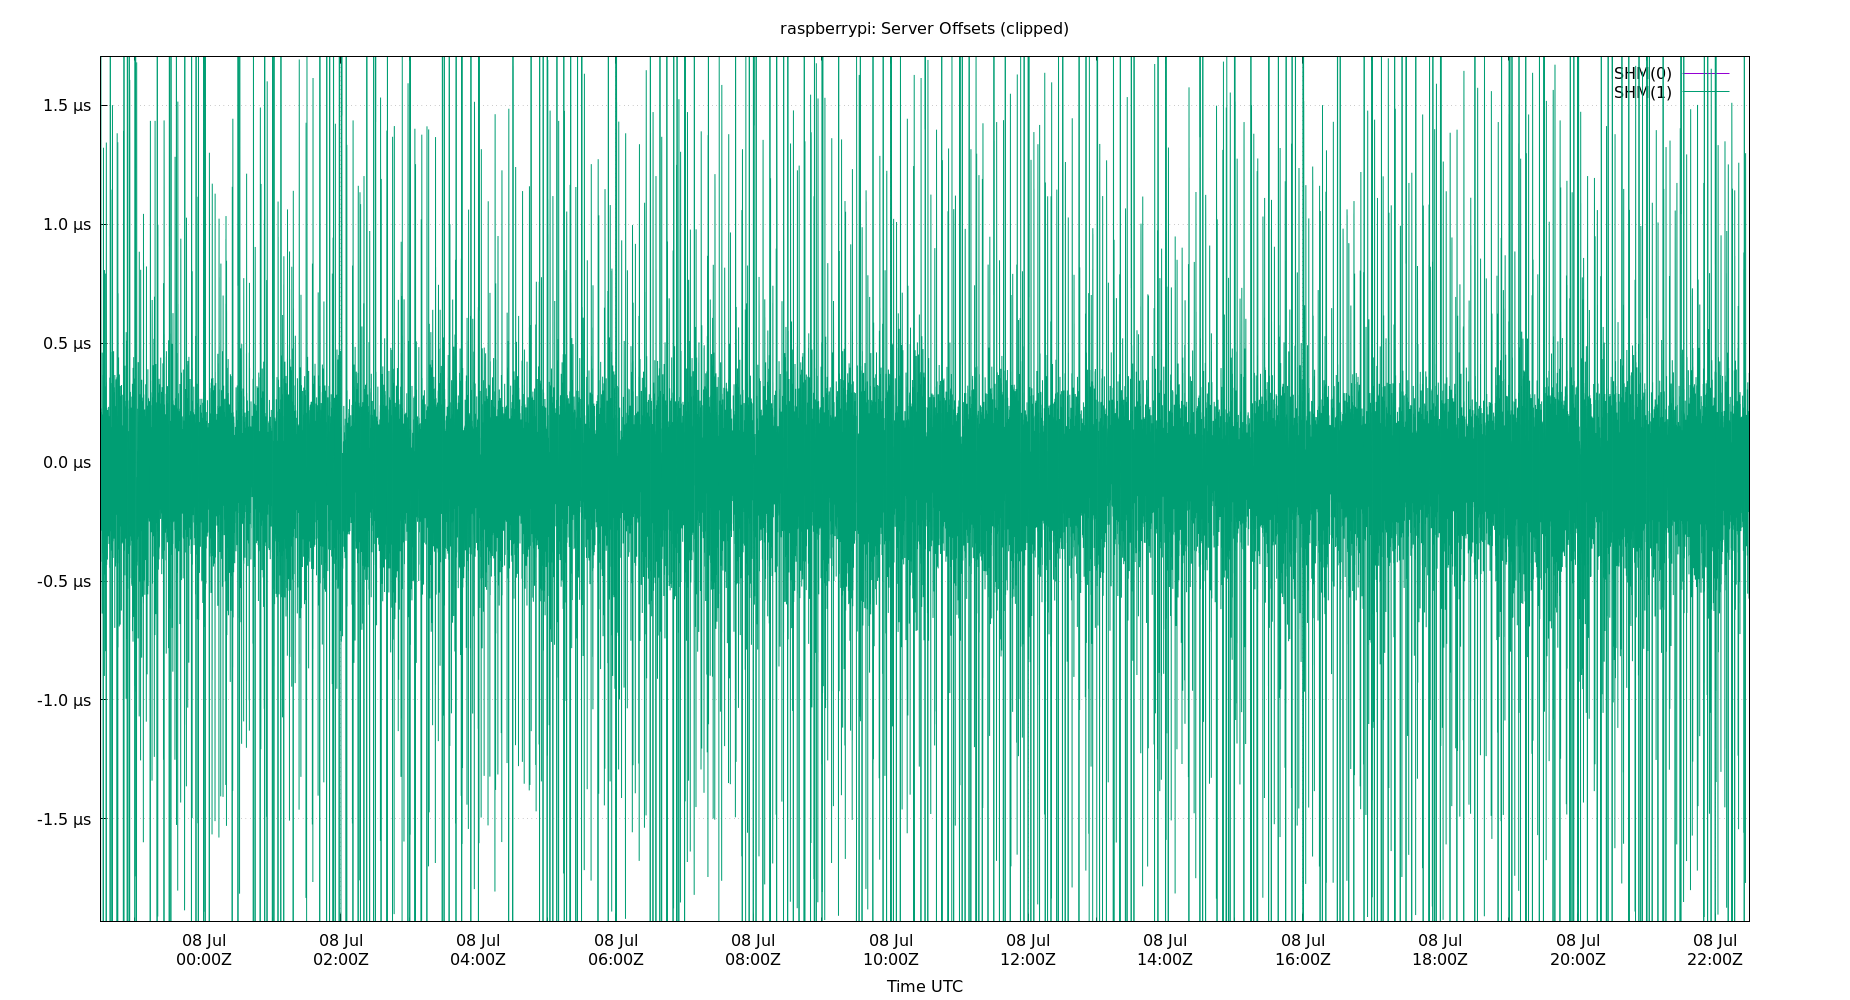 raspberrypi: Server Offsets (clipped)
SHM(0)
SHM(1)
1.5 µs
1.0 µs
0.5 µs
0.0 µs
-0.5 µs
-1.0 µs
-1.5 µs
08 Jul 08 Jul 08 Jul 08 Jul 08 Jul 08 Jul 08 Jul 08 Jul 08 Jul 08 Jul 08 Jul 08 Jul
00:00Z 02:00Z 04:00Z 06:00Z 08:00Z 10:00Z 12:00Z 14:00Z 16:00Z 18:00Z 20:00Z 22:00Z
Time UTC